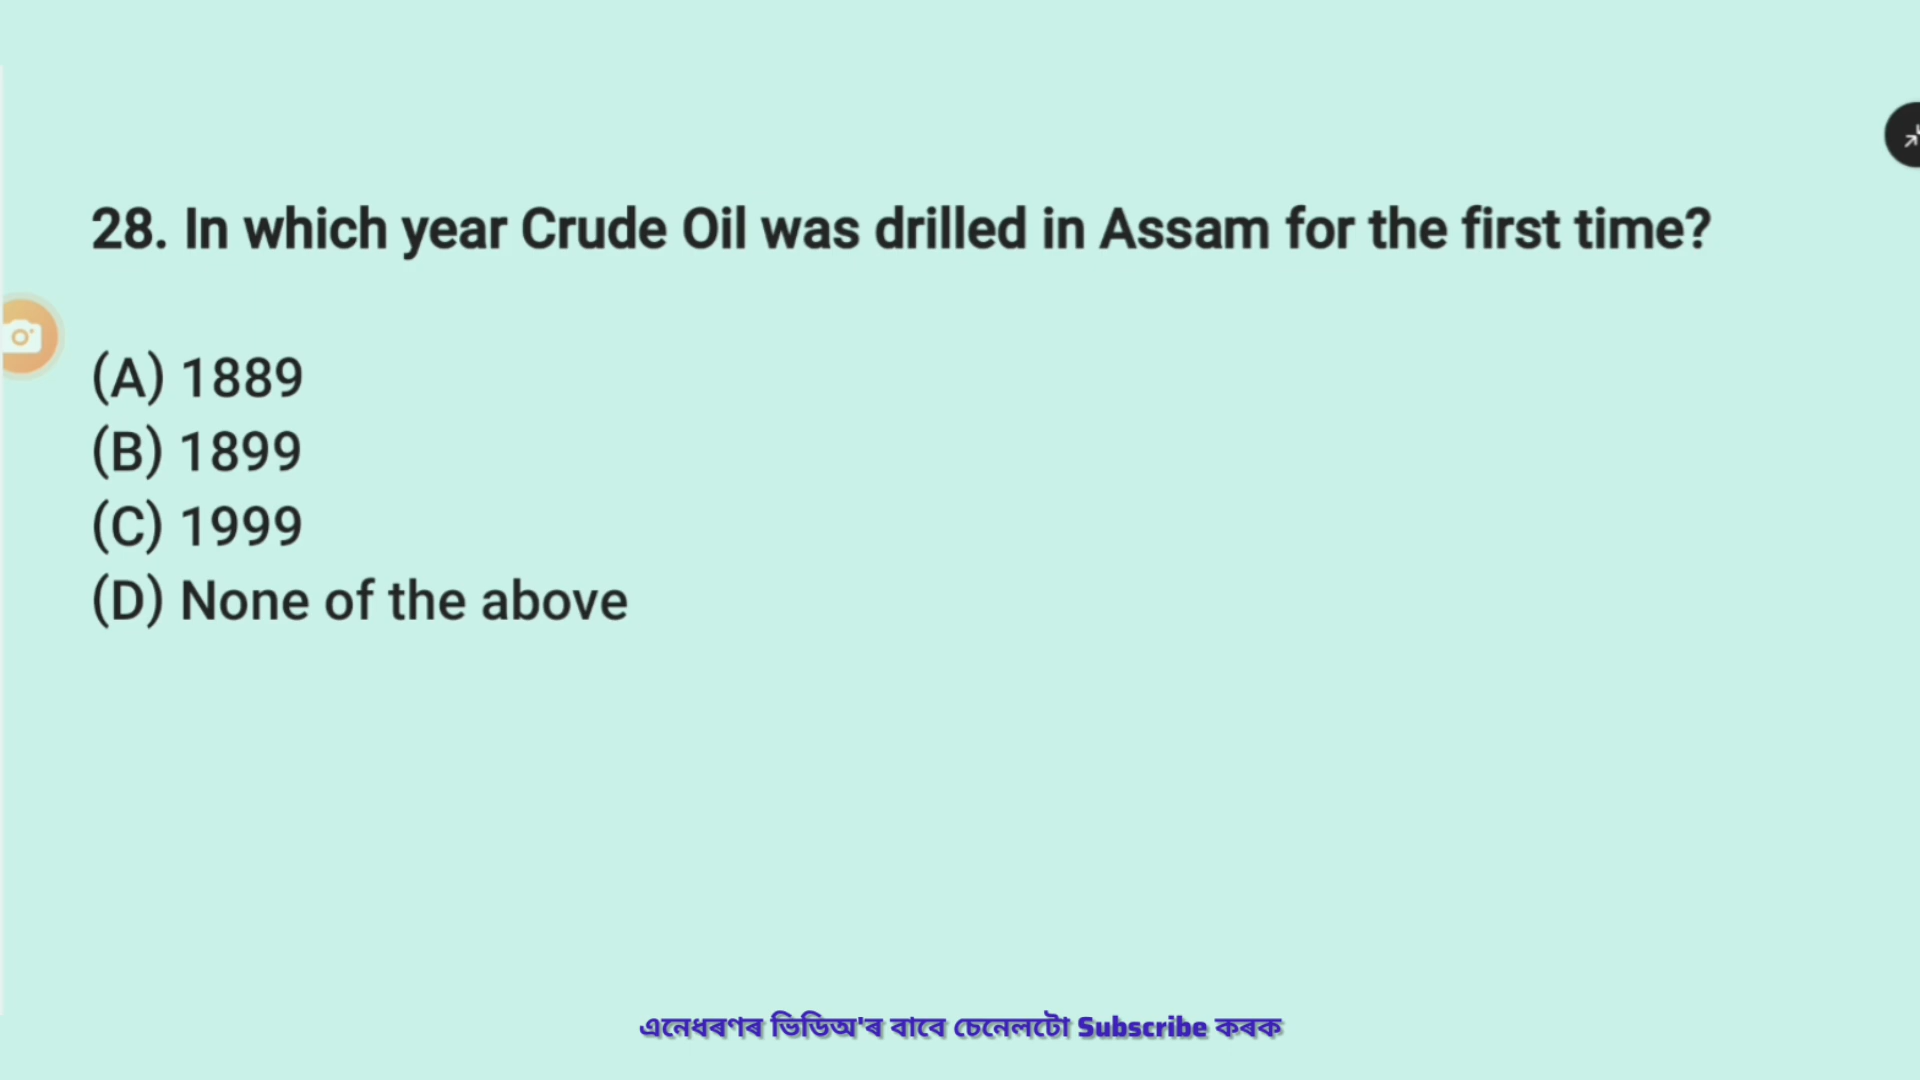 28. In which year Crude Oil was drilled in Assam for the first time?
(A) 1889
(B) 1899
(C) 1999
(D) None of the above
এনেধৰণৰ ভিডিঅ'ৰ বাবে চেনেলটো Subscribe কৰক